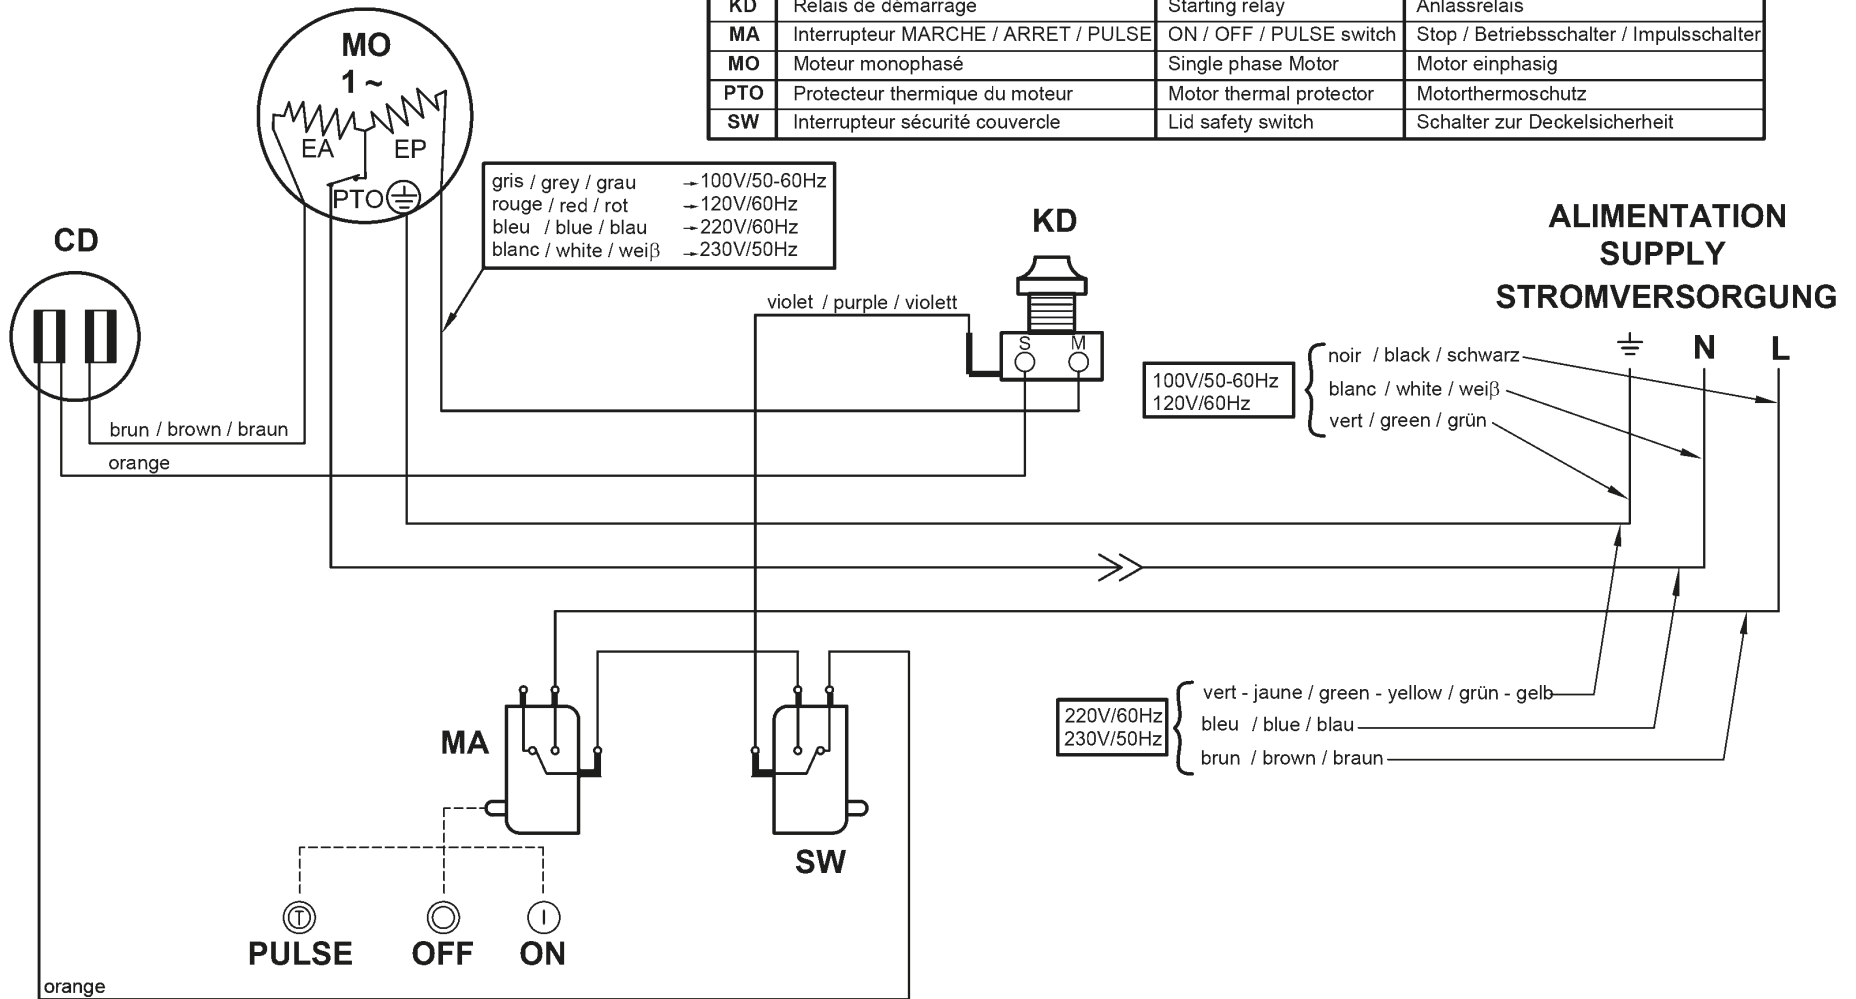 KD Relais de démarrage Starting relay Anlassrelais
MA Interrupteur MARCHE / ARRET / PULSE ON / OFF / PULSE switch Stop / Betriebsschalter / Impulsschalter
MO Moteur monophasé Single phase Motor Motor einphasig
PTO Protecteur thermique du moteur Motor thermal protector Motorthermoschutz
SW Interrupteur sécurité couvercle Lid safety switch Schalter zur Deckelsicherheit
MO
1 ~
EA
EP
PTO
gris / grey / grau →100V/50-60Hz
rouge / red / rot →120V/60Hz
bleu / blue / blau →220V/60Hz
blanc / white / weiβ →230V/50Hz
CD
KD
S M
violet / purple / violett
ALIMENTATION
SUPPLY
STROMVERSORGUNG
N L
100V/50-60Hz
120V/60Hz
noir / black / schwarz
blanc / white / weiβ
vert / green / grün
brun / brown / braun
orange
MA
SW
220V/60Hz
230V/50Hz
vert - jaune / green - yellow / grün - gelb
bleu / blue / blau
brun / brown / braun
T
I
PULSE OFF ON
orange